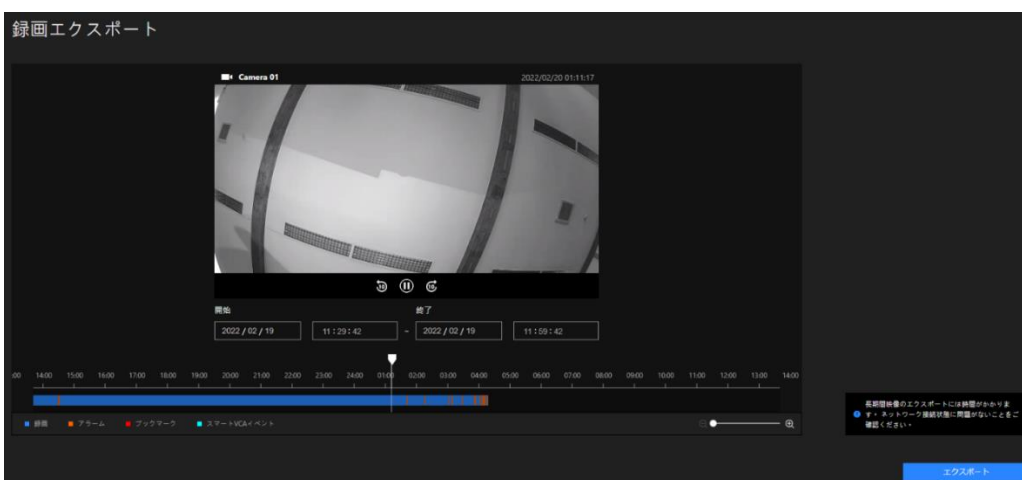 録画エクスポート
Camera 01
2022/02/20 01:11:17
10
10
開始
終了
2022 / 02 / 19
11 : 29 : 42
~
2022 / 02 / 19
11 : 59 : 42
:00 14:00 15:00 16:00 17:00 18:00 19:00 20:00 21:00 22:00 23:00 24:00 01:00 02:00 03:00 04:00 05:00 06:00 07:00 08:00 09:00 10:00 11:00 12:00 13:00 14:00
録画
アラーム
ブックマーク
スマートVCAイベント
長期間映像のエクスポートには時間がかかりま
す。ネットワーク接続状態に問題がないことをご
確認ください。
エクスポート